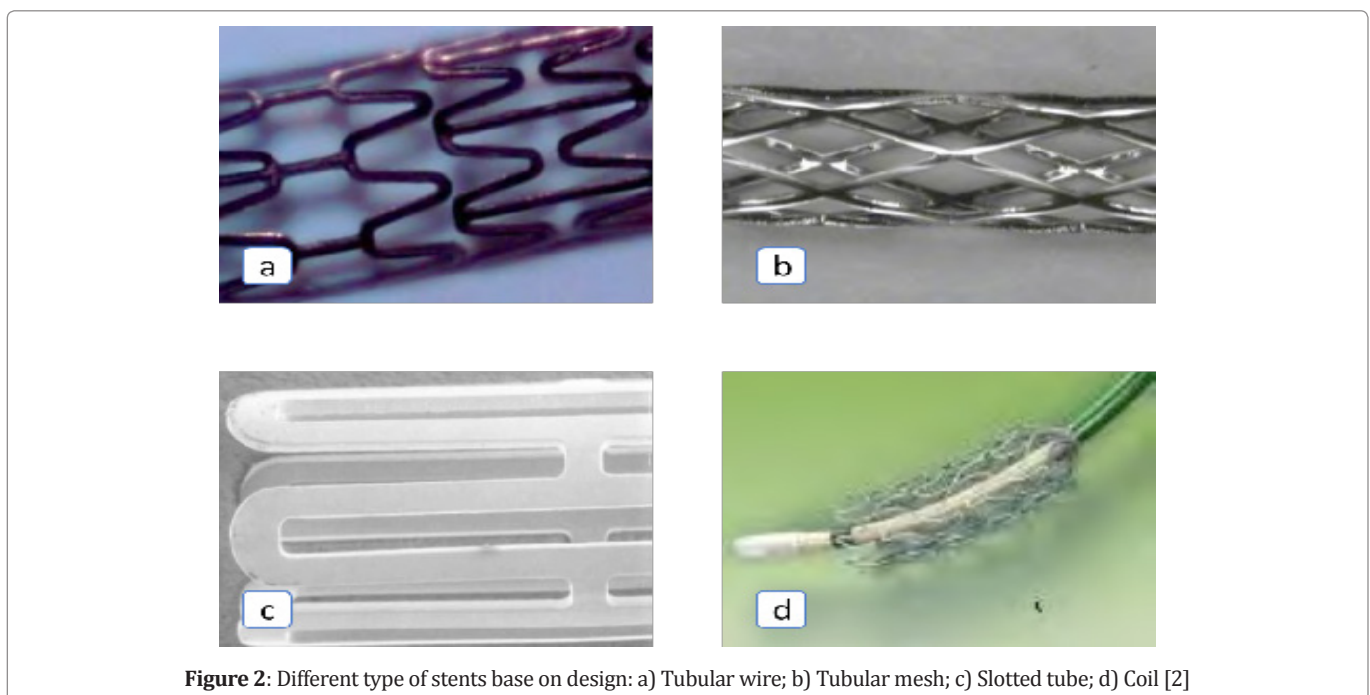 a
b
c
d
Figure 2: Different type of stents base on design: a) Tubular wire; b) Tubular mesh; c) Slotted tube; d) Coil [2]